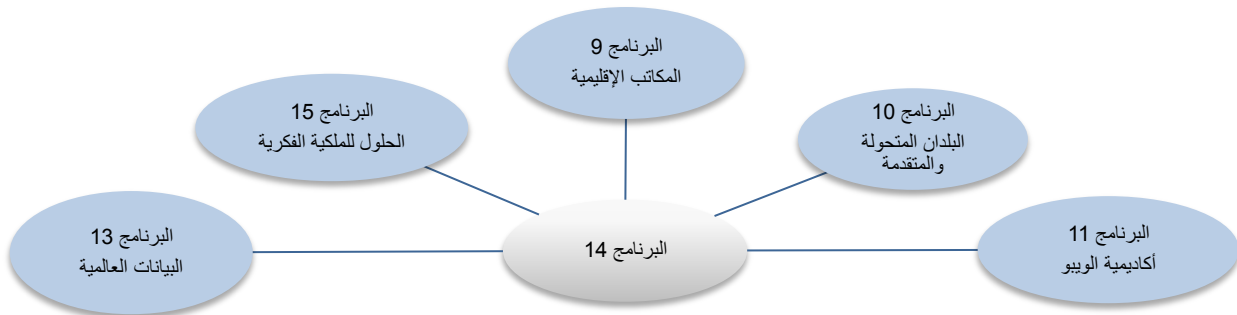 البرنامج 9
المكاتب الإقليمية
البرنامج 10
البلدان المتحولة
والمتقدمة
البرنامج 15
الحلول للملكية الفكرية
البرنامج 11
أكاديمية الويبو
البرنامج 14
البرنامج 13
البيانات العالمية